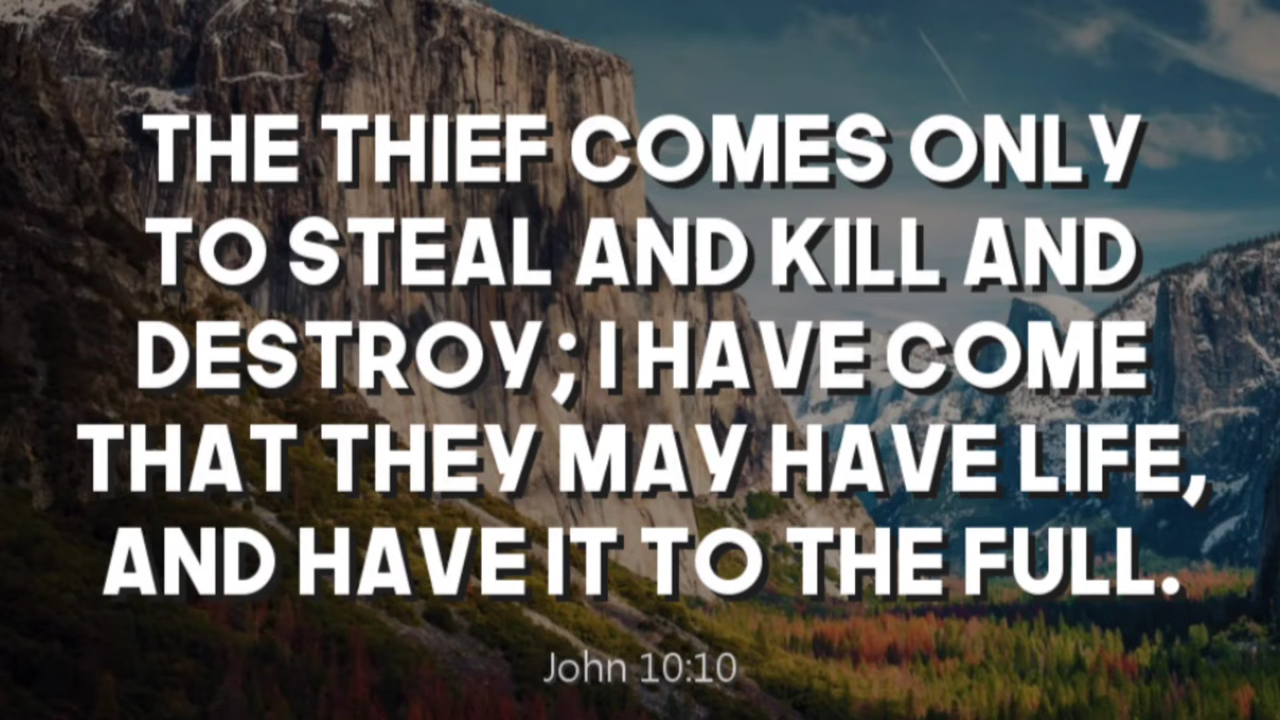 THE THIEF COMES ONLY
TO STEAL AND KILL AND
DESTROY; I HAVE COME
THAT THEY MAY HAVE LIFE,
AND HAVE IT TO THE FULL.
John 10:10